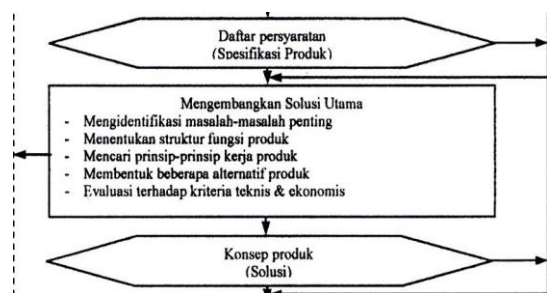 Daftar persyaratan
(Spesifikasi Produk)
Mengembangkan Solusi Utama
- Mengidentifikasi masalah-masalah penting
- Menentukan struktur fungsi produk
- Mencari prinsip-prinsip kerja produk
- Membentuk beberapa alternatif produk
- Evaluasi terhadap kriteria teknis & ekonomis
Konsep produk
(Solusi)